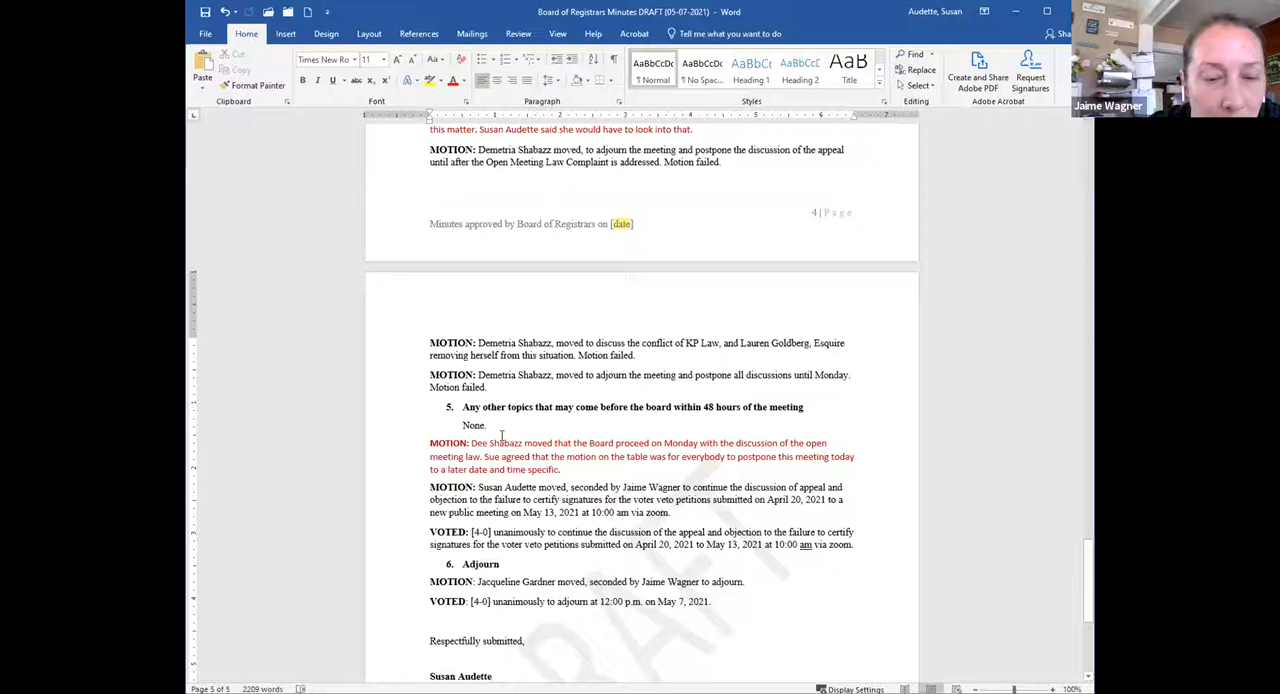 Board of Registrars Minutes DRAFT (05-07-2021) - Word
Audette, Susan
File Home Insert Draw Design Layout References Mailings Review View Help Acrobat Tell me what you want to do
Cut
Copy
Format Painter
Paste
Clipboard
Times New Ro 11
Font
Paragraph
AaBbCcDc AaBbCcDc AaBbC AaBbCcD AaB
¶ Normal ¶ No Spac... Heading 1 Heading 2 Title
Styles
Find
Replace
Select
Editing
Create and Share
Adobe PDF
Request
Signatures
Adobe Acrobat
Jaime Wagner
this matter. Susan Audette said she would have to look into that.
MOTION: Demetria Shabazz moved, to adjourn the meeting and postpone the discussion of the appeal
until after the Open Meeting Law Complaint is addressed. Motion failed.
4 | P a g e
Minutes approved by Board of Registrars on [date]
MOTION: Demetria Shabazz, moved to discuss the conflict of KP Law, and Lauren Goldberg, Esquire
removing herself from this situation. Motion failed.
MOTION: Demetria Shabazz, moved to adjourn the meeting and postpone all discussions until Monday.
Motion failed.
5. Any other topics that may come before the board within 48 hours of the meeting
None.
MOTION: Dee Shabazz moved that the Board proceed on Monday with the discussion of the open
meeting law. Sue agreed that the motion on the table was for everybody to postpone this meeting today
to a later date and time specific.
MOTION: Susan Audette moved, seconded by Jaime Wagner to continue the discussion of appeal and
objection to the failure to certify signatures for the voter veto petitions submitted on April 20, 2021 to a
new public meeting on May 13, 2021 at 10:00 am via zoom.
VOTED: [4-0] unanimously to continue the discussion of the appeal and objection to the failure to certify
signatures for the voter veto petitions submitted on April 20, 2021 to May 13, 2021 at 10:00 am via zoom.
6. Adjourn
MOTION: Jacqueline Gardner moved, seconded by Jaime Wagner to adjourn.
VOTED: [4-0] unanimously to adjourn at 12:00 p.m. on May 7, 2021.
Respectfully submitted,
Susan Audette
DRAFT
Page 5 of 5 2209 words
Display Settings
100%